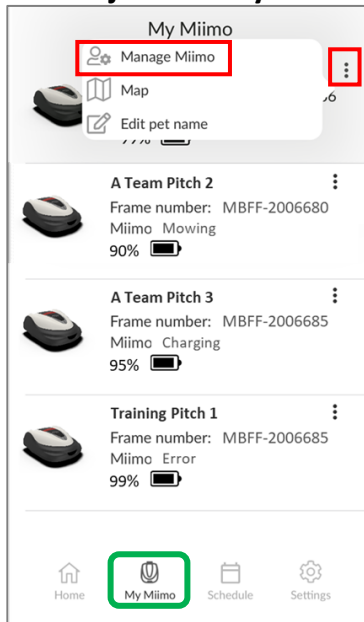 My Miimo
Manage Miimo
Map
Edit pet name
A Team Pitch 2
Frame number: MBFF-2006680
Miimo Mowing
90%
A Team Pitch 3
Frame number: MBFF-2006685
Miimo Charging
95%
Training Pitch 1
Frame number: MBFF-2006685
Miimo Error
99%
Home
My Miimo
Schedule
Settings